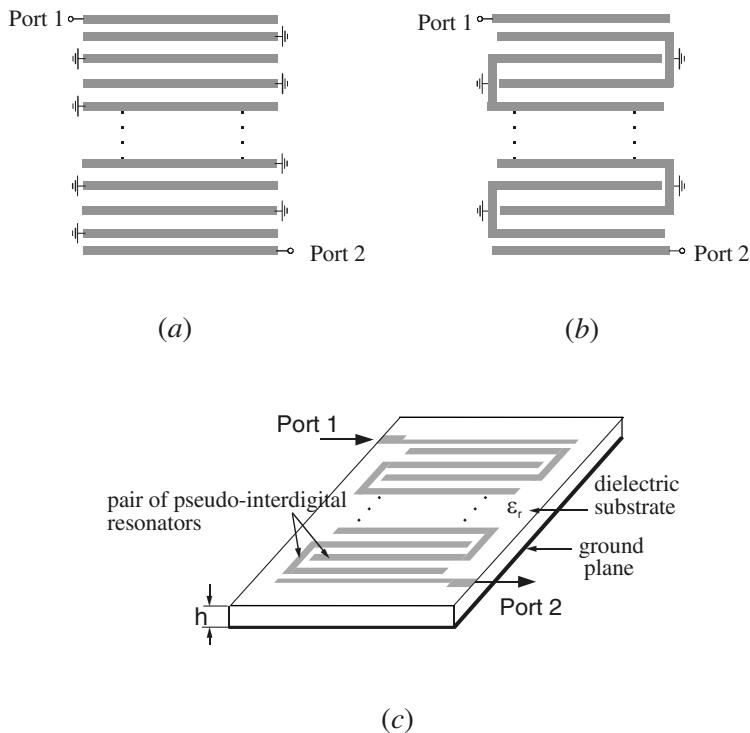 Port 1
Port 2
(a)
Port 1
Port 2
(b)
Port 1
pair of pseudo-interdigital
resonators
εr
dielectric
substrate
ground
plane
Port 2
h
(c)